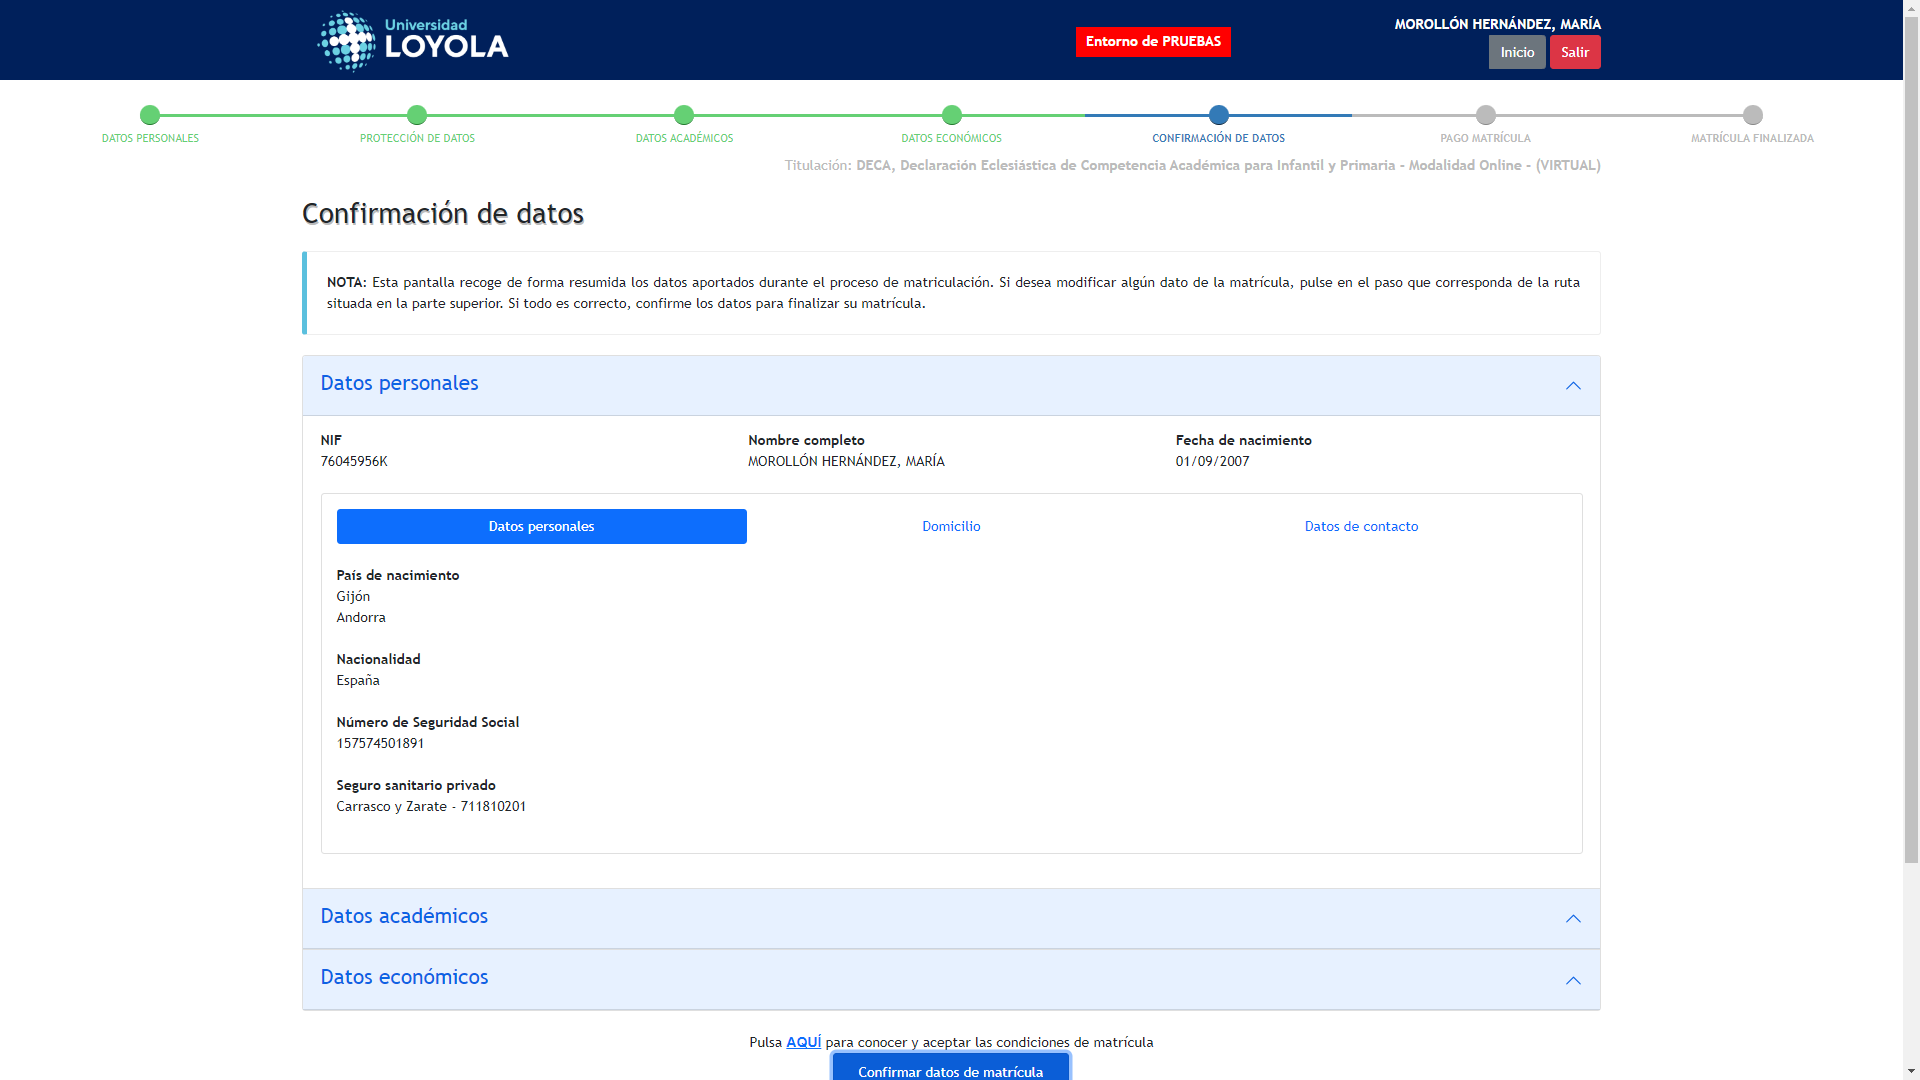 Universidad
LOYOLA
Entorno de PRUEBAS
MOROLLÓN HERNÁNDEZ, MARÍA
Inicio
Salir
DATOS PERSONALES
PROTECCIÓN DE DATOS
DATOS ACADÉMICOS
DATOS ECONÓMICOS
CONFIRMACIÓN DE DATOS
PAGO MATRÍCULA
MATRÍCULA FINALIZADA
Titulación: DECA, Declaración Eclesiástica de Competencia Académica para Infantil y Primaria - Modalidad Online - (VIRTUAL)
Confirmación de datos
NOTA: Esta pantalla recoge de forma resumida los datos aportados durante el proceso de matriculación. Si desea modificar algún dato de la matrícula, pulse en el paso que corresponda de la ruta
situada en la parte superior. Si todo es correcto, confirme los datos para finalizar su matrícula.
Datos personales
NIF
76045956K
Nombre completo
MOROLLÓN HERNÁNDEZ, MARÍA
Fecha de nacimiento
01/09/2007
Datos personales
Domicilio
Datos de contacto
País de nacimiento
Gijón
Andorra
Nacionalidad
España
Número de Seguridad Social
157574501891
Seguro sanitario privado
Carrasco y Zarate - 711810201
Datos académicos
Datos económicos
Pulsa AQUÍ para conocer y aceptar las condiciones de matrícula
Confirmar datos de matrícula